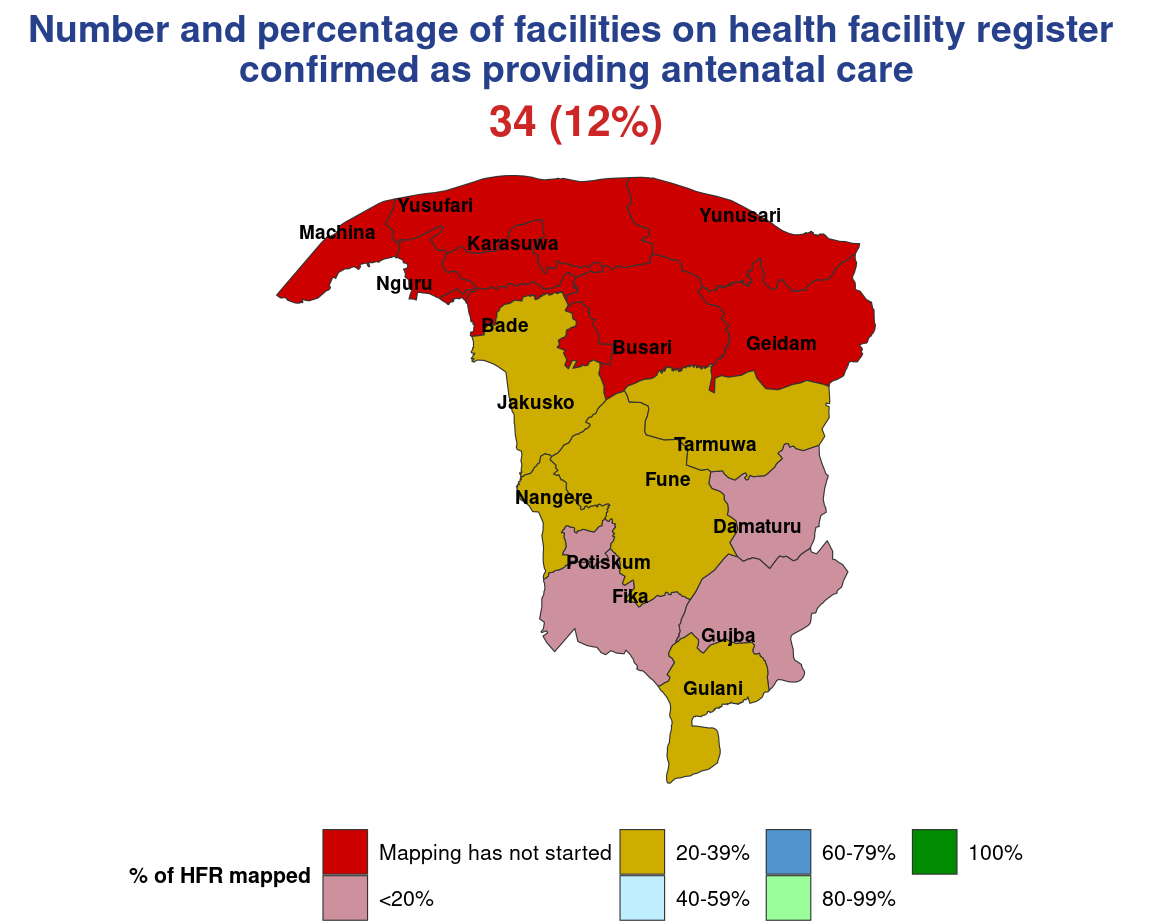 Number and percentage of facilities on health facility register
confirmed as providing antenatal care
34 (12%)
Yusufari
Yunusari
Machina
Karasuwa
Nguru
Bade
Busari
Geidam
Jakusko
Tarmuwa
Fune
Nangere
Damaturu
Potiskum
Fika
Gujba
Gulani
% of HFR mapped
Mapping has not started
<20%
20-39%
40-59%
60-79%
80-99%
100%